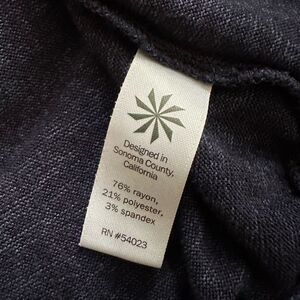 Designed in
Sonoma County,
California
76% rayon,
21% polyester,
3% spandex
RN #54023